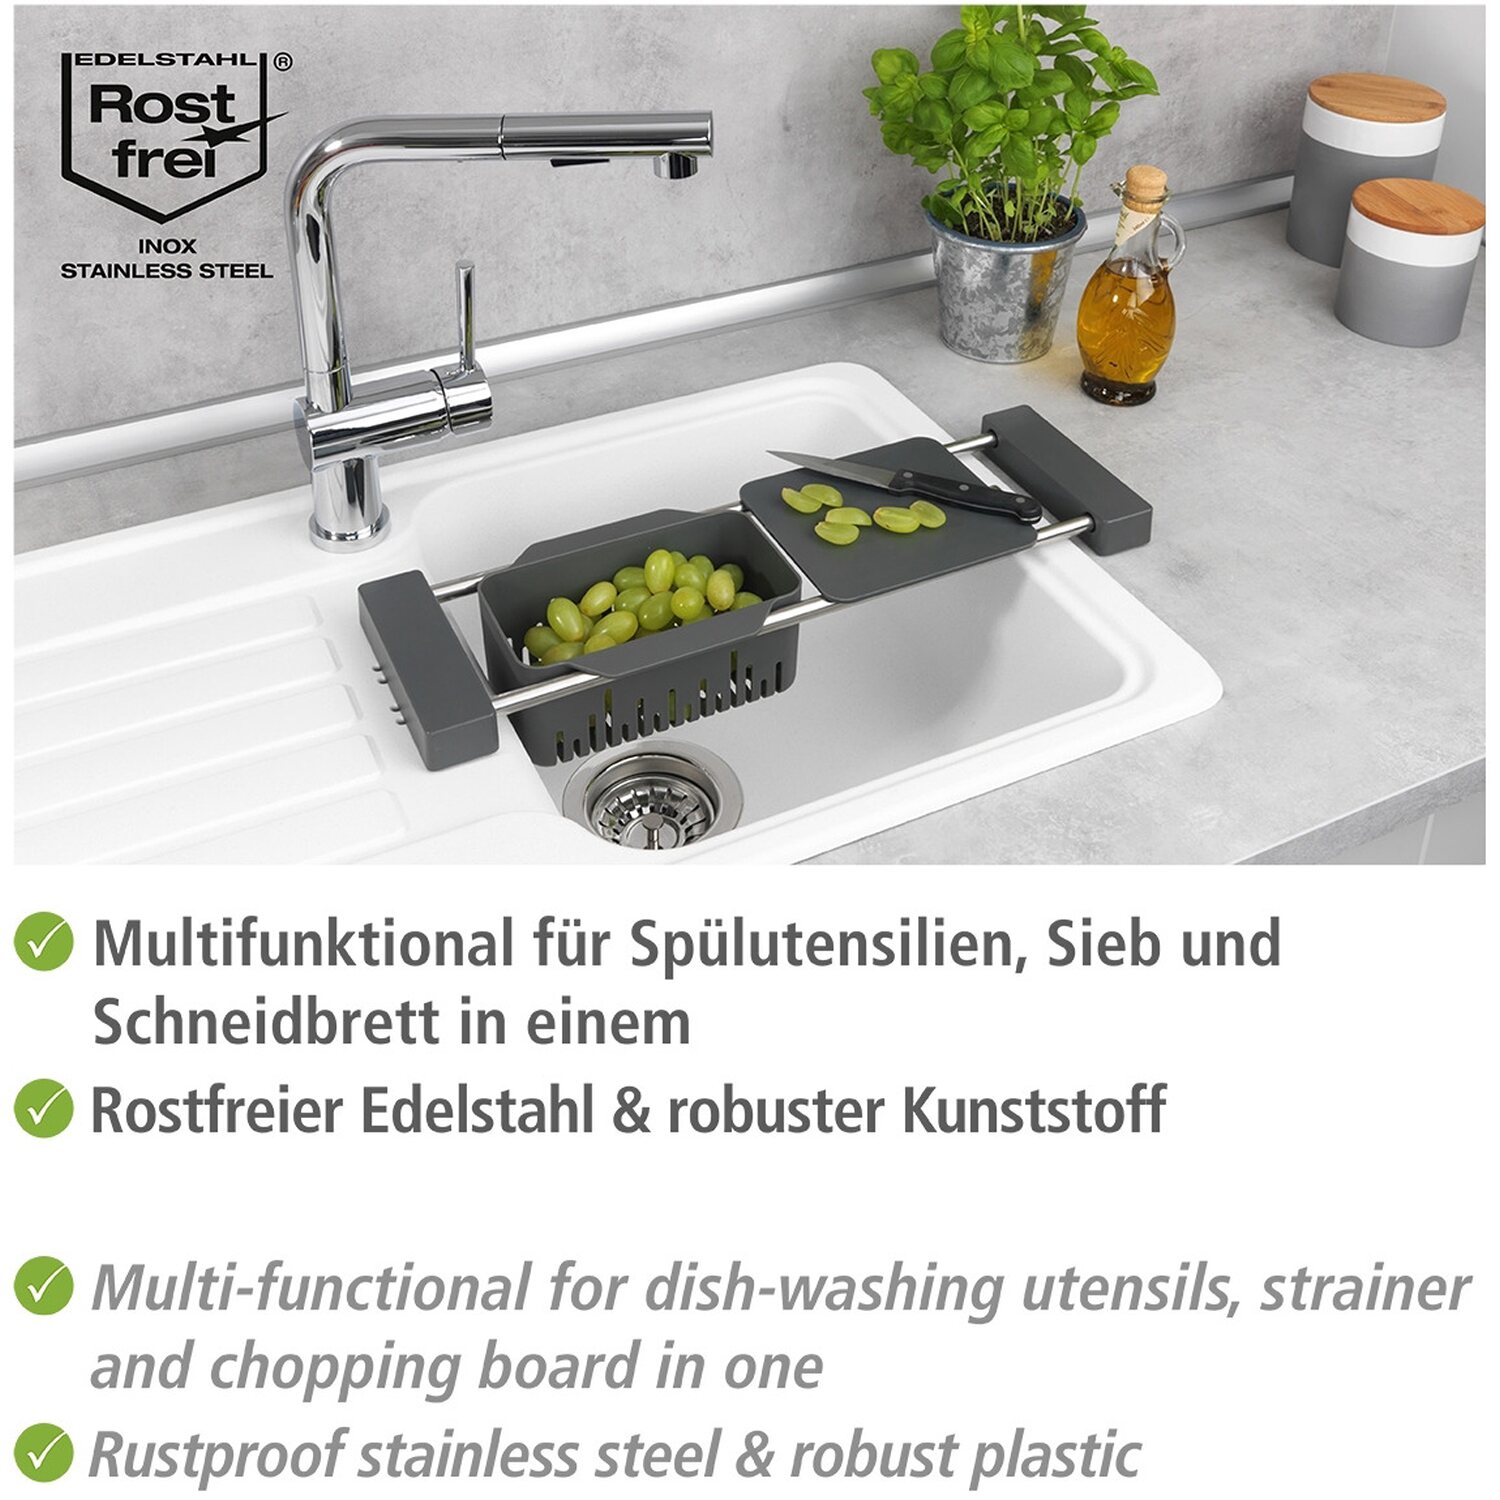 EDELSTAHL ®
Rost
frei
INOX
STAINLESS STEEL
Multifunktional für Spülutensilien, Sieb und
Schneidbrett in einem
Rostfreier Edelstahl & robuster Kunststoff
Multi-functional for dish-washing utensils, strainer
and chopping board in one
Rustproof stainless steel & robust plastic